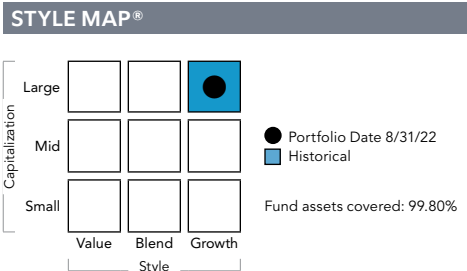 STYLE MAP®
Capitalization
Large
Mid
Small
Value Blend Growth
Style
Portfolio Date 8/31/22
Historical
Fund assets covered: 99.80%